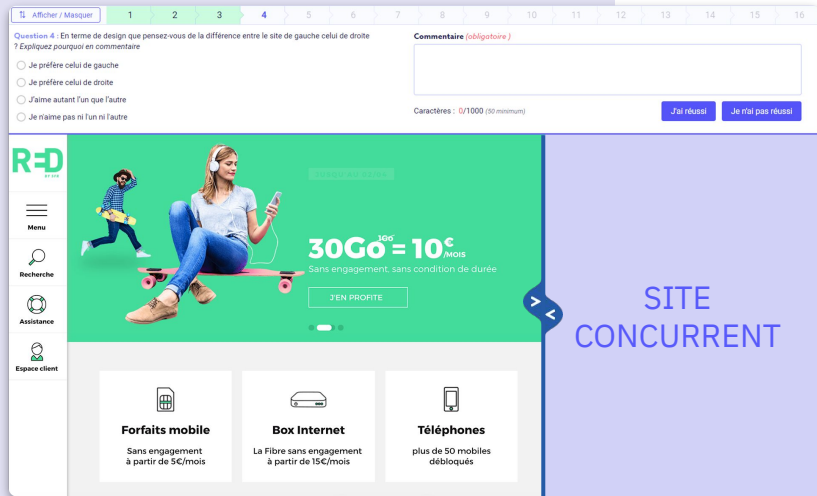 Afficher / Masquer
1 2 3 4 5 6 7 8 9 10 11 12 13 14 15 16
Question 4 : En terme de design que pensez-vous de la différence entre le site de gauche celui de droite
? Expliquez pourquoi en commentaire
Je préfère celui de gauche
Je préfère celui de droite
J'aime autant l'un que l'autre
Je n'aime pas ni l'un ni l'autre
Commentaire (obligatoire )
Caractères : 0/1000 (50 minimum)
J'ai réussi
Je n'ai pas réussi
RED
BY SFR
Menu
Recherche
Assistance
Espace client
30Go = 10€
/MOIS
Sans engagement, sans condition de durée
J'EN PROFITE
> <
SITE
CONCURRENT
Forfaits mobile
Sans engagement
à partir de 5€/mois
Box Internet
La Fibre sans engagement
à partir de 15€/mois
Téléphones
plus de 50 mobiles
débloqués